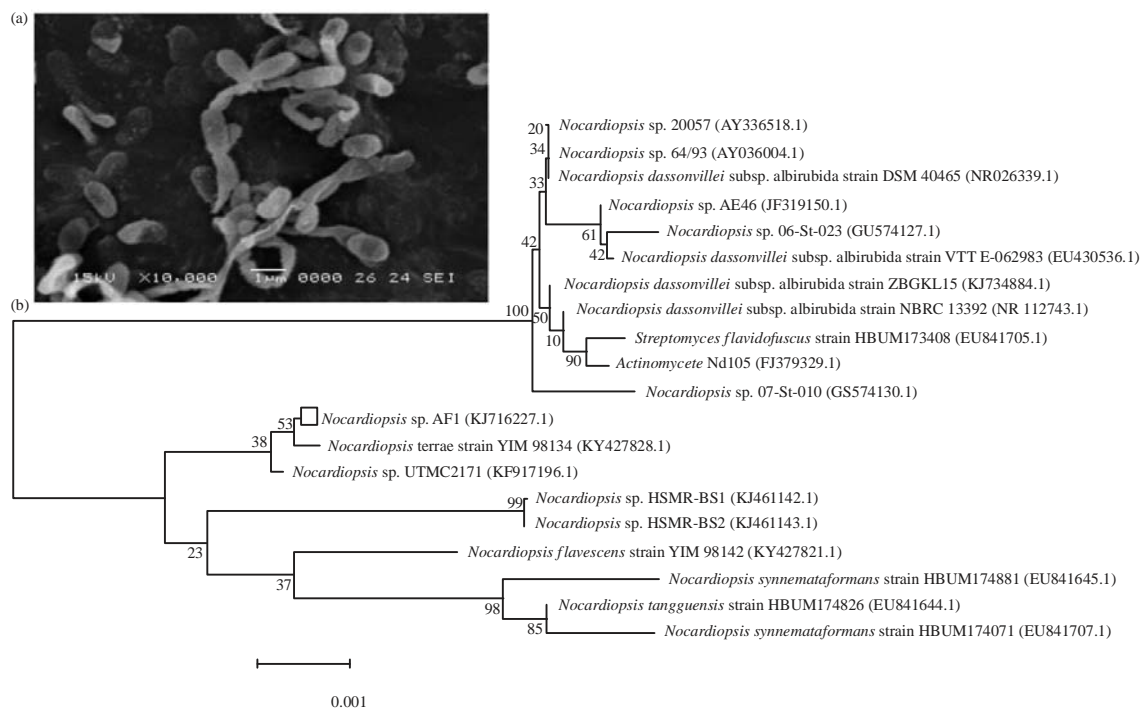 (a)
15kV X10,000 1μm 0000 26 24 SEI
(b)
20
Nocardiopsis sp. 20057 (AY336518.1)
34
Nocardiopsis sp. 64/93 (AY036004.1)
Nocardiopsis dassonvillei subsp. albirubida strain DSM 40465 (NR026339.1)
33
Nocardiopsis sp. AE46 (JF319150.1)
61
Nocardiopsis sp. 06-St-023 (GU574127.1)
42
42
Nocardiopsis dassonvillei subsp. albirubida strain VTT E-062983 (EU430536.1)
Nocardiopsis dassonvillei subsp. albirubida strain ZBGKL15 (KJ734884.1)
100
50
Nocardiopsis dassonvillei subsp. albirubida strain NBRC 13392 (NR 112743.1)
10
Streptomyces flavidofuscus strain HBUM173408 (EU841705.1)
90
Actinomycete Nd105 (FJ379329.1)
Nocardiopsis sp. 07-St-010 (GS574130.1)
53
Nocardiopsis sp. AF1 (KJ716227.1)
38
Nocardiopsis terrae strain YIM 98134 (KY427828.1)
Nocardiopsis sp. UTMC2171 (KF917196.1)
99
Nocardiopsis sp. HSMR-BS1 (KJ461142.1)
Nocardiopsis sp. HSMR-BS2 (KJ461143.1)
23
Nocardiopsis flavescens strain YIM 98142 (KY427821.1)
37
Nocardiopsis synnemataformans strain HBUM174881 (EU841645.1)
98
Nocardiopsis tangguensis strain HBUM174826 (EU841644.1)
85
Nocardiopsis synnemataformans strain HBUM174071 (EU841707.1)
0.001